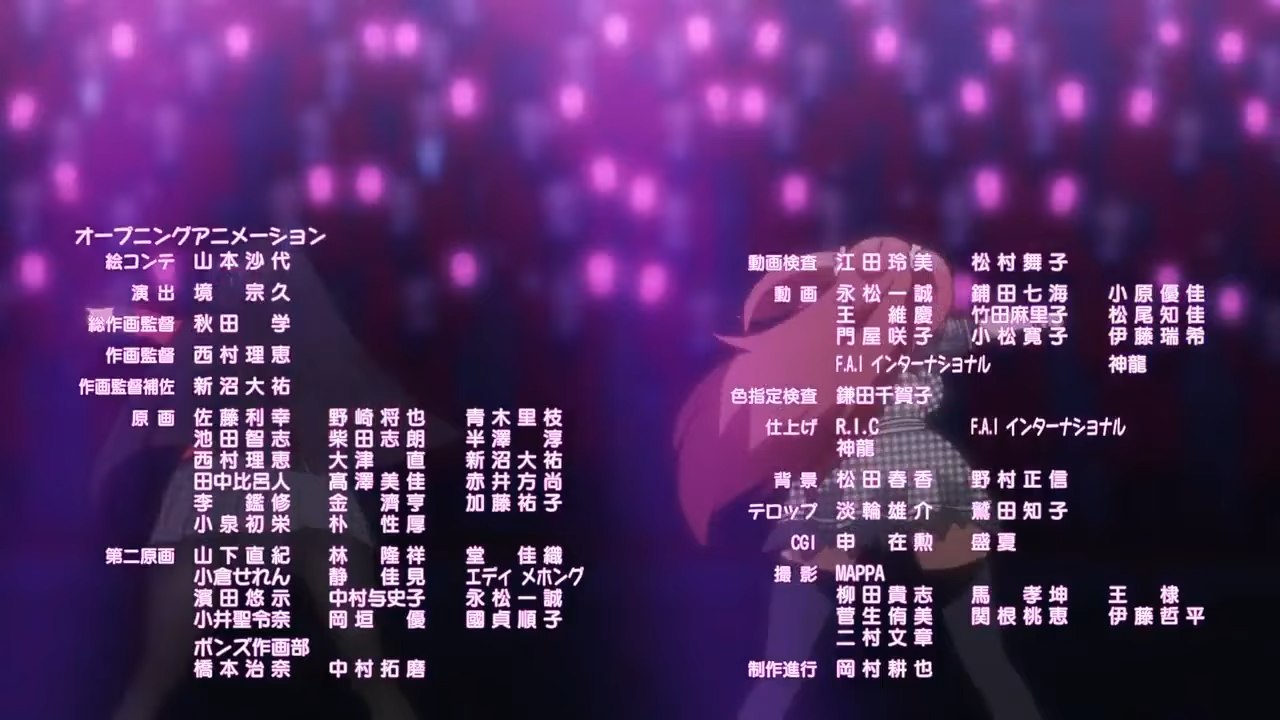 オープニングアニメーション
絵コンテ 山本沙代
演出 境 宗久
総作画監督 秋田 学
作画監督 西村理恵
作画監督補佐 新沼大祐
原画 佐藤利幸 野崎将也 青木里枝
池田智志 柴田志朗 半澤 淳
西村理恵 大津 直 新沼大祐
田中比呂人 髙澤美佳 赤井方尚
李 鑑修 金 濟亨 加藤祐子
小泉初栄 朴 性厚
第二原画 山下直紀 林 隆祥 堂 佳織
小倉せれん 静 佳見 エディ メホング
濱田悠示 中村与史子 永松一誠
小井聖令奈 岡垣 優 國貞順子
ボンズ作画部
橋本治奈 中村拓磨
動画検査 江田玲美 松村舞子
動画 永松一誠 鋪田七海 小原優佳
王 維慶 竹田麻里子 松尾知佳
門屋咲子 小松寛子 伊藤瑞希
F.A.I インターナショナル 神龍
色指定検査 鎌田千賀子
仕上げ R.I.C F.A.I インターナショナル
神龍
背景 松田春香 野村正信
テロップ 淡輪雄介 鷲田知子
CGI 申 在勲 盛夏
撮影 MAPPA
柳田貴志 馬 孝坤 王 棣
菅生侑美 関根桃恵 伊藤哲平
二村文章
制作進行 岡村耕也